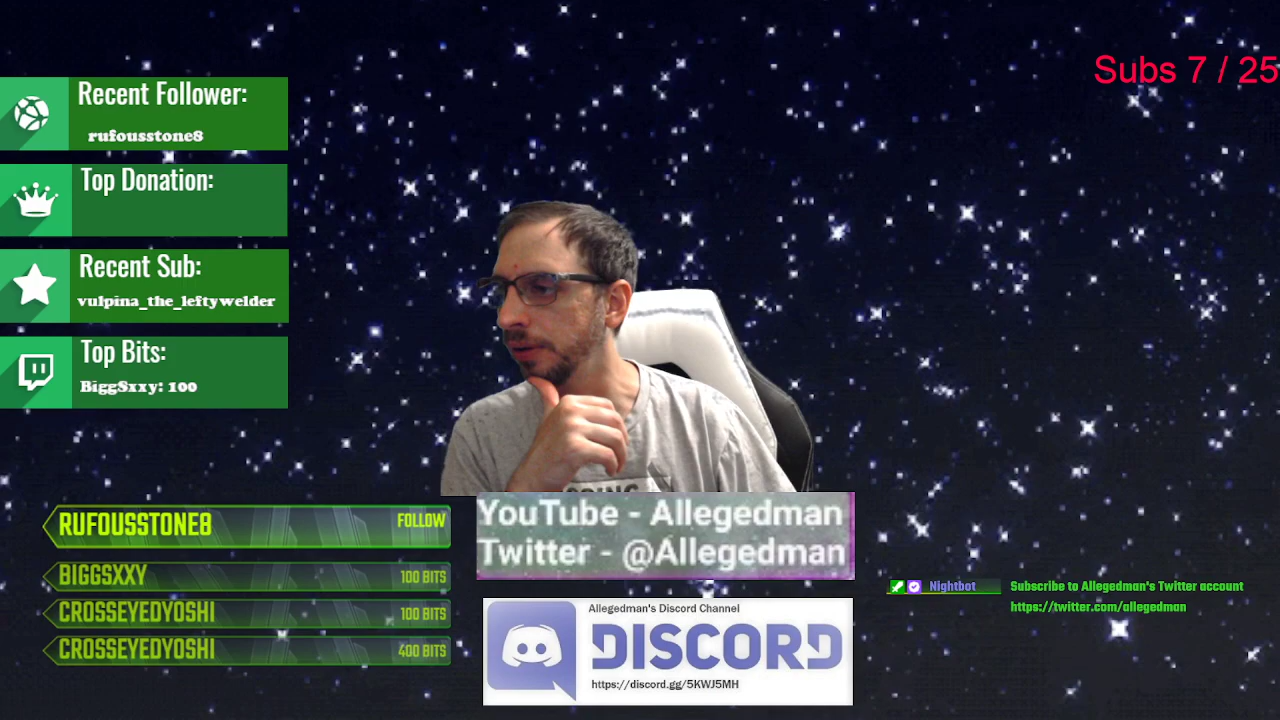 Subs 7 / 25
Recent Follower:
rufousstone8
Top Donation:
Recent Sub:
vulpina_the_leftywelder
Top Bits:
BiggSxxy: 100
RUFOUSSTONE8 FOLLOW
BIGGSXXY 100 BITS
CROSSEYEDYOSHI 100 BITS
CROSSEYEDYOSHI 400 BITS
YouTube - Allegedman
Twitter - @Allegedman
Allegedman's Discord Channel
DISCORD
https://discord.gg/5KWJ5MH
Nightbot Subscribe to Allegedman's Twitter account
https://twitter.com/allegedman